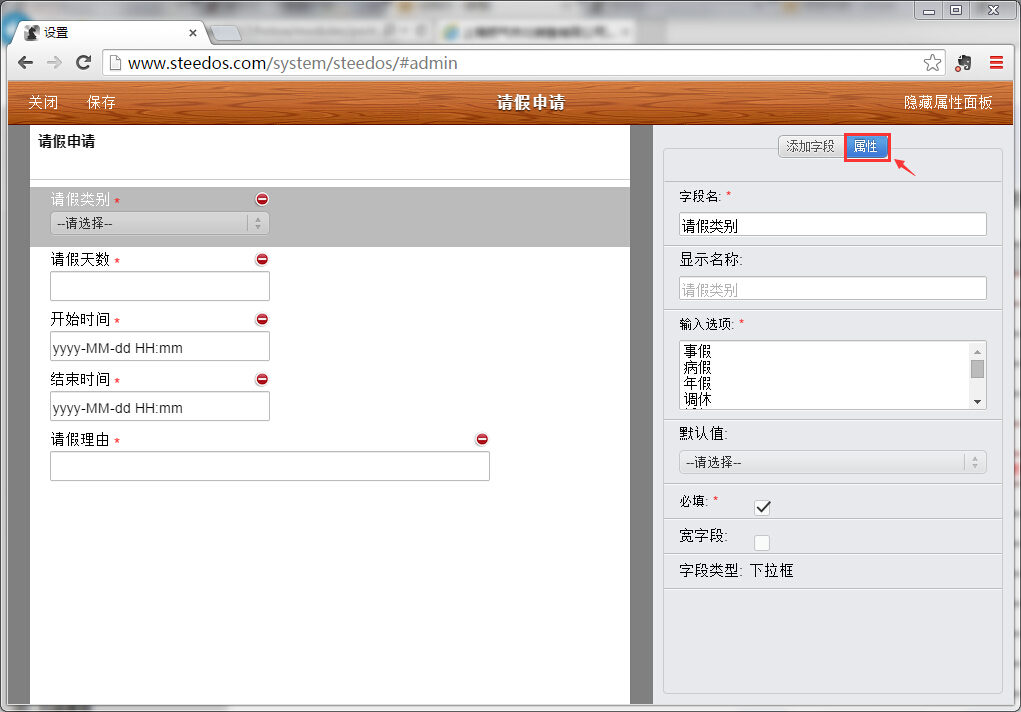 设置
www.steedos.com/system/steedos/#admin
关闭 保存 请假申请 隐藏属性面板
请假申请
请假类别 *
--请选择--
请假天数 *
开始时间 *
yyyy-MM-dd HH:mm
结束时间 *
yyyy-MM-dd HH:mm
请假理由 *
添加字段 属性
字段名: *
请假类别
显示名称:
请假类别
输入选项: *
事假
病假
年假
调休
默认值:
--请选择--
必填: *
宽字段:
字段类型: 下拉框